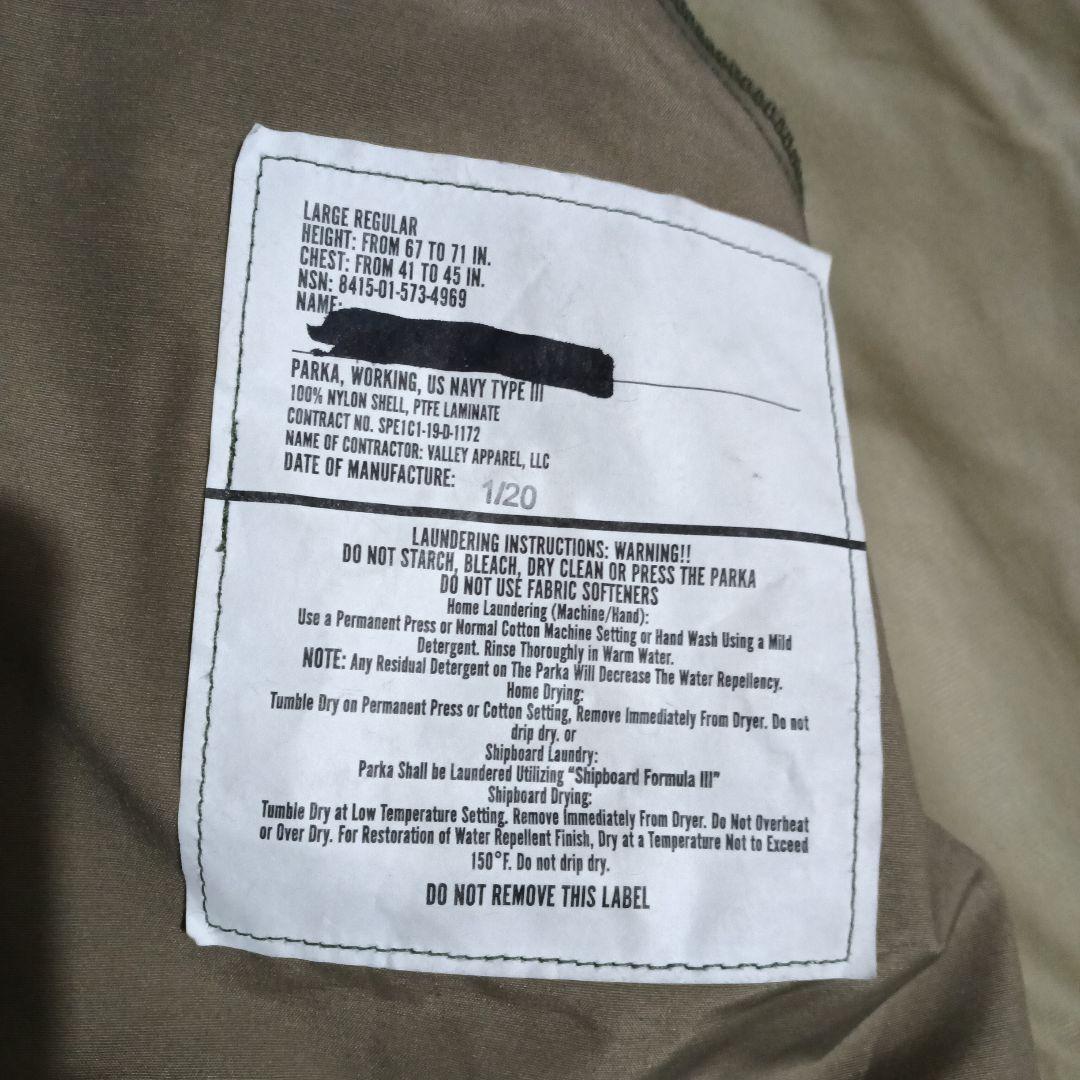 LARGE REGULAR
HEIGHT: FROM 67 TO 71 IN.
CHEST: FROM 41 TO 45 IN.
NSN: 8415-01-573-4969
NAME:
PARKA, WORKING, US NAVY TYPE III
100% NYLON SHELL, PTFE LAMINATE
CONTRACT NO. SPE1C1-19-D-1172
NAME OF CONTRACTOR: VALLEY APPAREL, LLC
DATE OF MANUFACTURE: 1/20
LAUNDERING INSTRUCTIONS: WARNING!!
DO NOT STARCH, BLEACH, DRY CLEAN OR PRESS THE PARKA
DO NOT USE FABRIC SOFTENERS
Home Laundering (Machine/Hand):
Use a Permanent Press or Normal Cotton Machine Setting or Hand Wash Using a Mild
Detergent. Rinse Thoroughly in Warm Water.
NOTE: Any Residual Detergent on The Parka Will Decrease The Water Repellency.
Home Drying:
Tumble Dry on Permanent Press or Cotton Setting, Remove Immediately From Dryer. Do not
drip dry. or
Shipboard Laundry:
Parka Shall be Laundered Utilizing "Shipboard Formula III"
Shipboard Drying:
Tumble Dry at Low Temperature Setting. Remove Immediately From Dryer. Do Not Overheat
or Over Dry. For Restoration of Water Repellent Finish, Dry at a Temperature Not to Exceed
150°F. Do not drip dry.
DO NOT REMOVE THIS LABEL